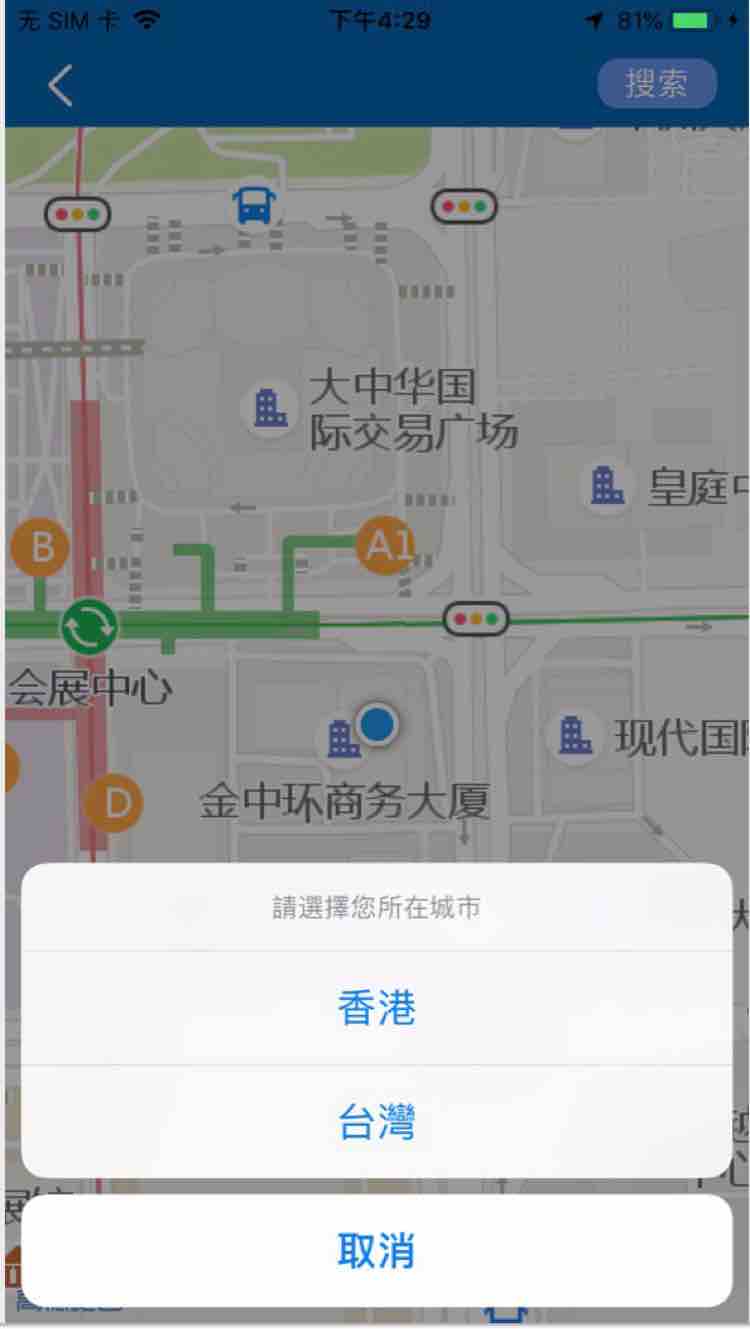 无 SIM 卡
下午4:29
81%
搜索
大中华国
际交易广场
皇庭中
B
A1
会展中心
现代国际
D
金中环商务大厦
請選擇您所在城市
香港
台灣
取消